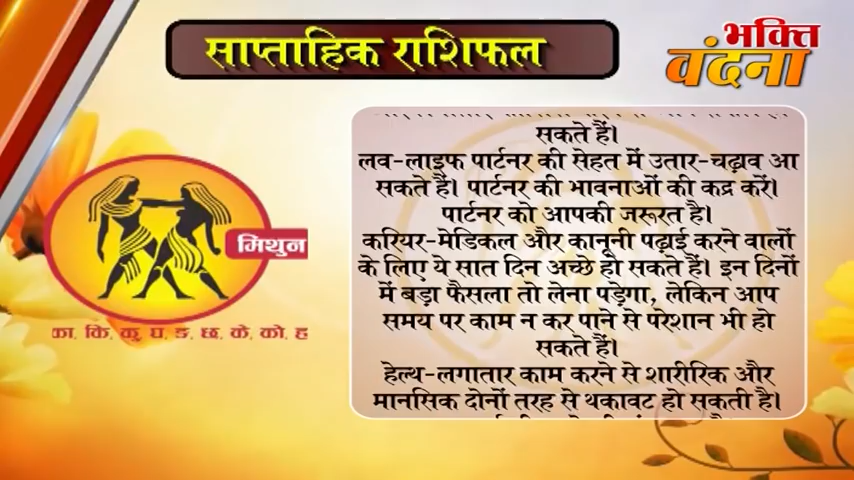 साप्ताहिक राशिफल
भक्ति
वंदना
सकते हैं।
लव-लाइफ पार्टनर की सेहत में उतार-चढ़ाव आ
सकते हैं। पार्टनर की भावनाओं की कद्र करें।
पार्टनर को आपकी जरूरत है।
करियर-मेडिकल और कानूनी पढ़ाई करने वालों
के लिए ये सात दिन अच्छे हो सकते हैं। इन दिनों
में बड़ा फैसला तो लेना पड़ेगा, लेकिन आप
समय पर काम न कर पाने से परेशान भी हो
सकते हैं।
हेल्थ-लगातार काम करने से शारीरिक और
मानसिक दोनों तरह से थकावट हो सकती है।
मिथुन
का, कि, कु, घ, ङ, छ, के, को, ह